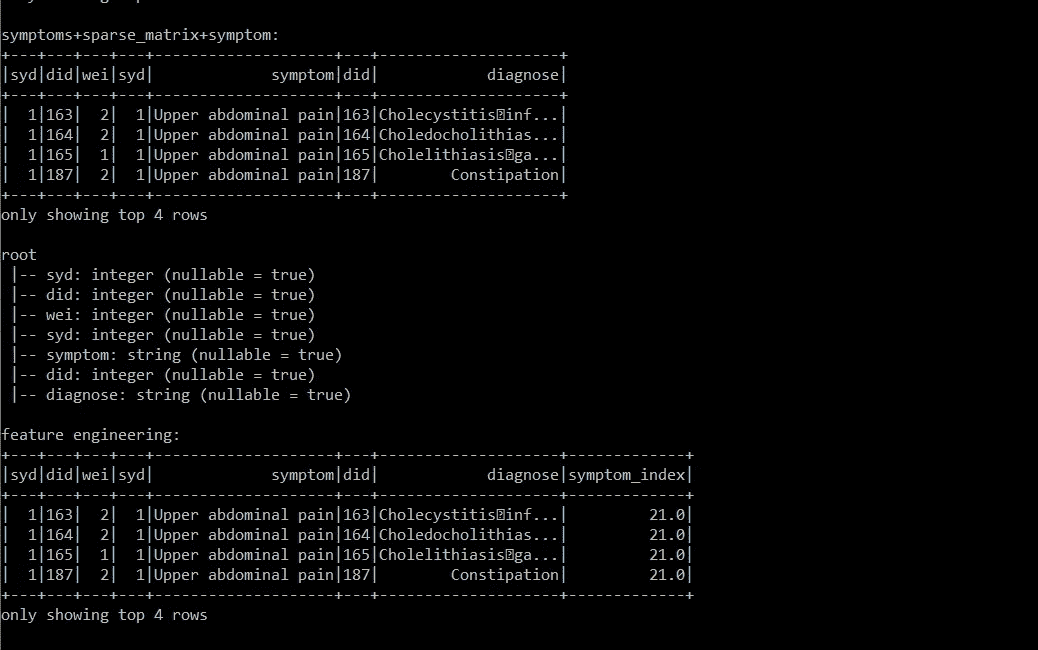 symptoms+sparse_matrix+symptom:
+---+---+---+---+--------------------+---+--------------------+
|syd|did|wei|syd|             symptom|did|            diagnose|
+---+---+---+---+--------------------+---+--------------------+
|  1|163|  2|  1|Upper abdominal pain|163|Cholecystitis�inf...|
|  1|164|  2|  1|Upper abdominal pain|164|Choledocholithias...|
|  1|165|  1|  1|Upper abdominal pain|165|Cholelithiasis�ga...|
|  1|187|  2|  1|Upper abdominal pain|187|        Constipation|
+---+---+---+---+--------------------+---+--------------------+
only showing top 4 rows
root
 |-- syd: integer (nullable = true)
 |-- did: integer (nullable = true)
 |-- wei: integer (nullable = true)
 |-- syd: integer (nullable = true)
 |-- symptom: string (nullable = true)
 |-- did: integer (nullable = true)
 |-- diagnose: string (nullable = true)
feature engineering:
+---+---+---+---+--------------------+---+--------------------+-------------+
|syd|did|wei|syd|             symptom|did|            diagnose|symptom_index|
+---+---+---+---+--------------------+---+--------------------+-------------+
|  1|163|  2|  1|Upper abdominal pain|163|Cholecystitis�inf...|         21.0|
|  1|164|  2|  1|Upper abdominal pain|164|Choledocholithias...|         21.0|
|  1|165|  1|  1|Upper abdominal pain|165|Cholelithiasis�ga...|         21.0|
|  1|187|  2|  1|Upper abdominal pain|187|        Constipation|         21.0|
+---+---+---+---+--------------------+---+--------------------+-------------+
only showing top 4 rows